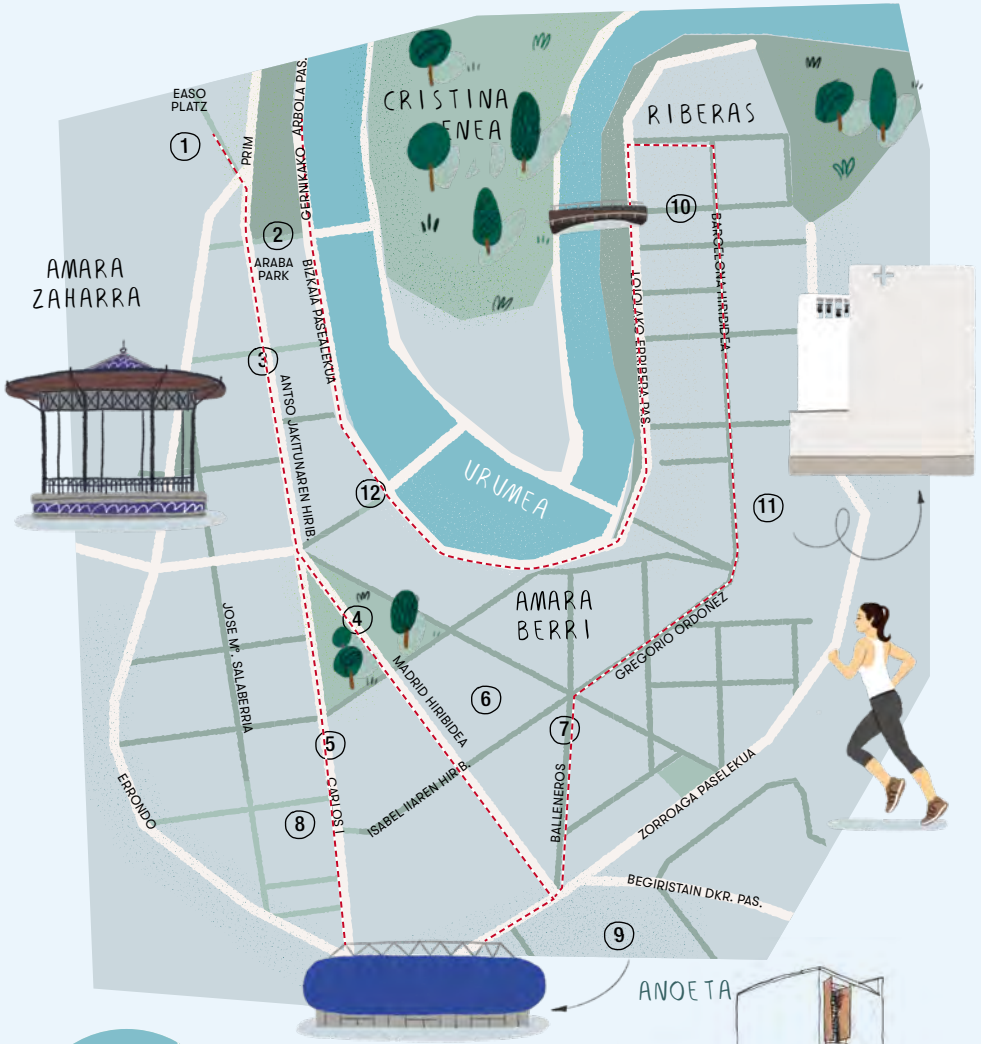 EASO
PLATZ
1
PRIM
GERNIKAKO ARBOLA PAS.
CRISTINA
ENEA
RIBERAS
2
ARABA
PARK
10
AMARA
ZAHARRA
BIZKAIA PASEALEKUA
BARCELONA HIRIBIDEA
LOIOLAKO ERRIBERA PAS.
3
ANTSO JAKITUNAREN HIRIB.
URUMEA
12
11
AMARA
BERRI
4
GREGORIO ORDOÑEZ
JOSE Mª. SALABERRIA
MADRID HIRIBIDEA
6
7
5
CARLOS I.
ISABEL IIAREN HIRIB.
BALLENEROS
ZORROAGA PASELEKUA
ERRONDO
8
BEGIRISTAIN DKR. PAS.
9
ANOETA